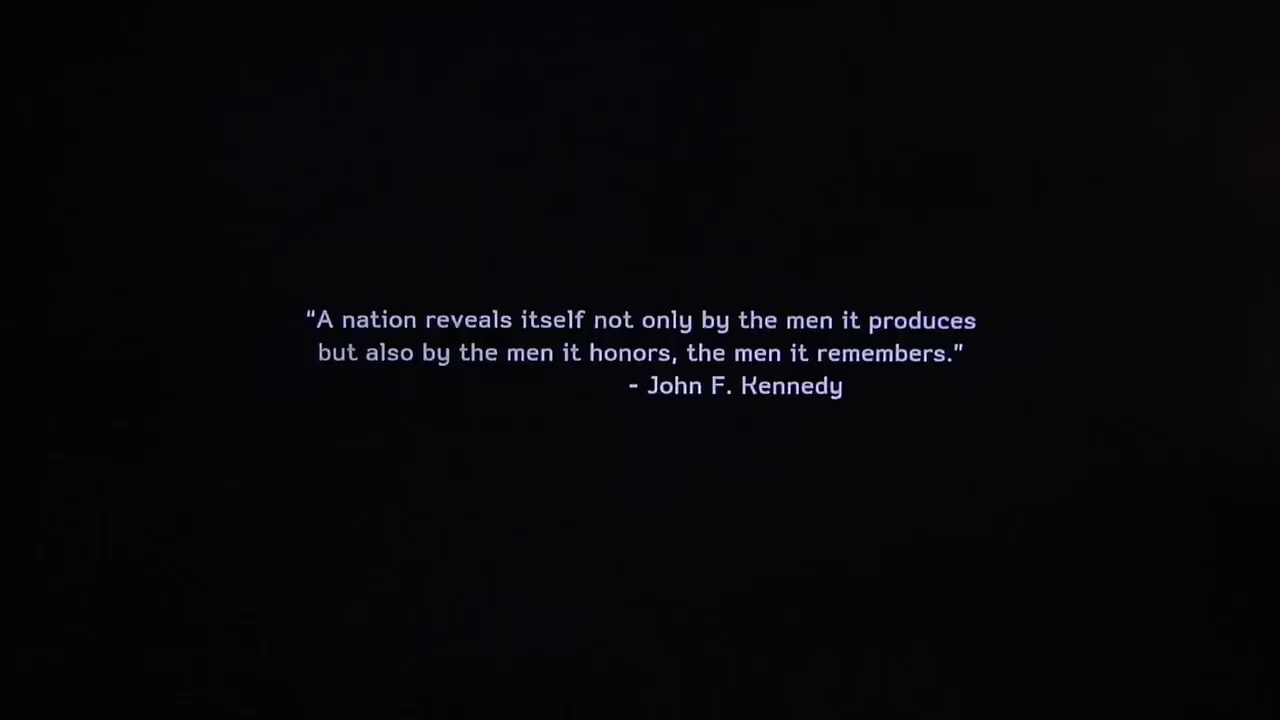 “A nation reveals itself not only by the men it produces
but also by the men it honors, the men it remembers.”
- John F. Kennedy